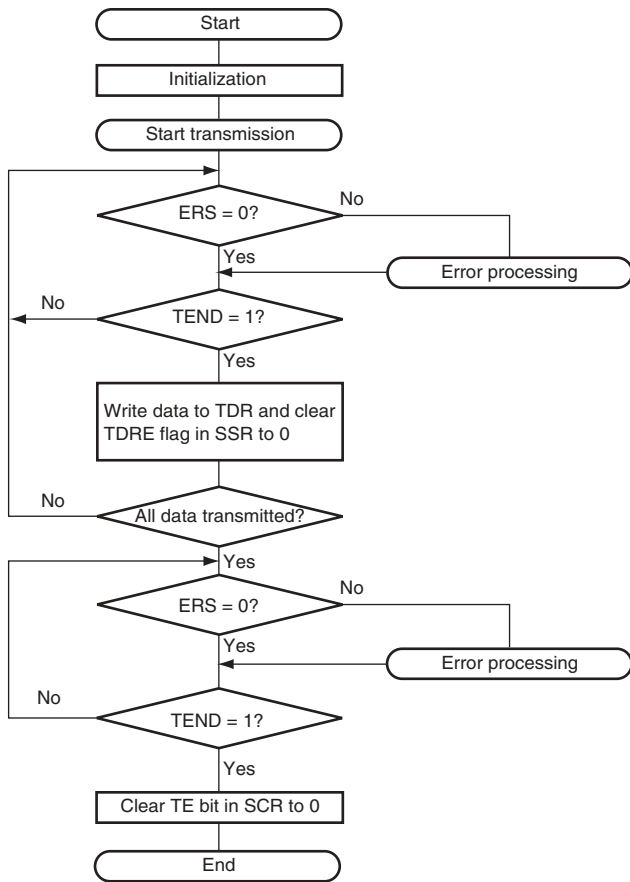 Start
Initialization
Start transmission
ERS = 0?
No
Yes
Error processing
No
TEND = 1?
Yes
Write data to TDR and clear
TDRE flag in SSR to 0
No
All data transmitted?
Yes
No
ERS = 0?
Yes
Error processing
No
TEND = 1?
Yes
Clear TE bit in SCR to 0
End